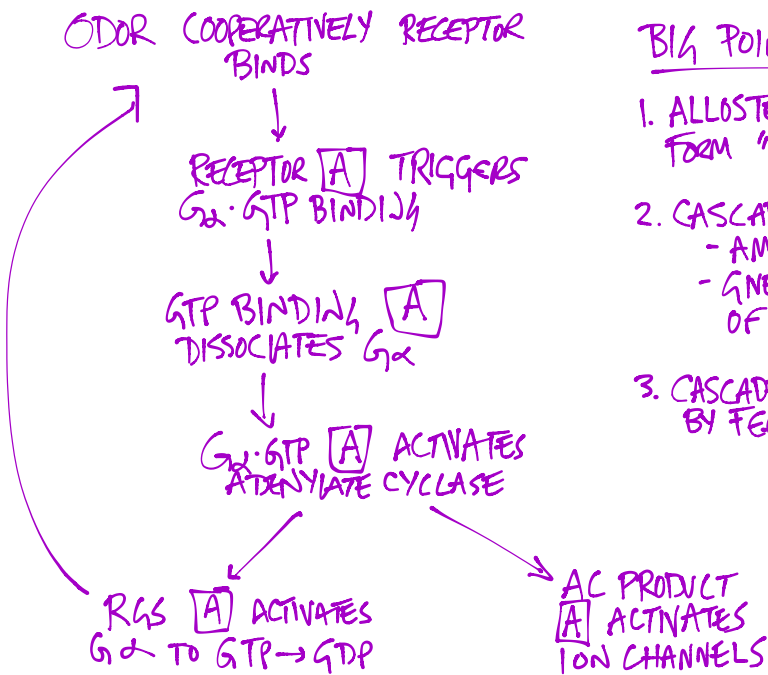 ODOR COOPERATIVELY RECEPTOR
BINDS
RECEPTOR A TRIGGERS
Gα·GTP BINDING
GTP BINDING A
DISSOCIATES Gα
Gα·GTP A ACTIVATES
ADENYLATE CYCLASE
RGS A ACTIVATES
Gα TO GTP→GDP
AC PRODUCT
A ACTIVATES
ION CHANNELS
BIG POI
1. ALLOSTE
FORM "
2. CASCA
- AM
- GNE
OF
3. CASCAD
BY FEA